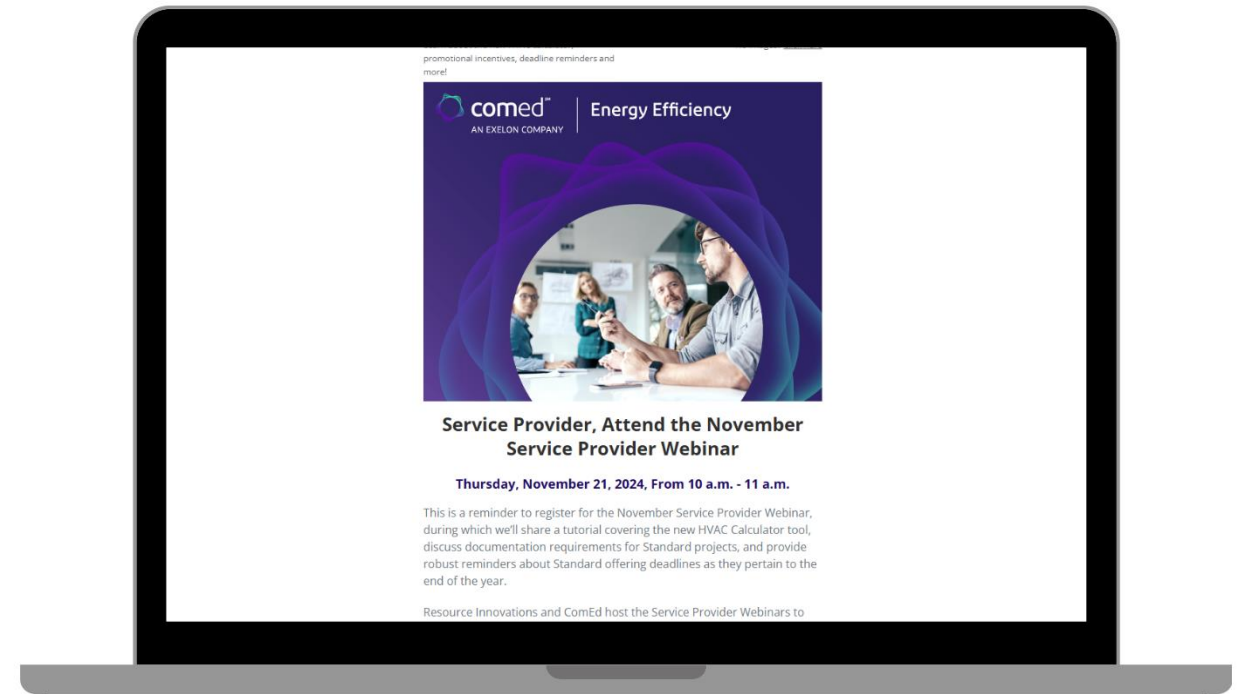 promotional incentives, deadline reminders and
more!
comed℠ Energy Efficiency
AN EXELON COMPANY
Service Provider, Attend the November
Service Provider Webinar
Thursday, November 21, 2024, From 10 a.m. - 11 a.m.
This is a reminder to register for the November Service Provider Webinar,
during which we'll share a tutorial covering the new HVAC Calculator tool,
discuss documentation requirements for Standard projects, and provide
robust reminders about Standard offering deadlines as they pertain to the
end of the year.
Resource Innovations and ComEd host the Service Provider Webinars to